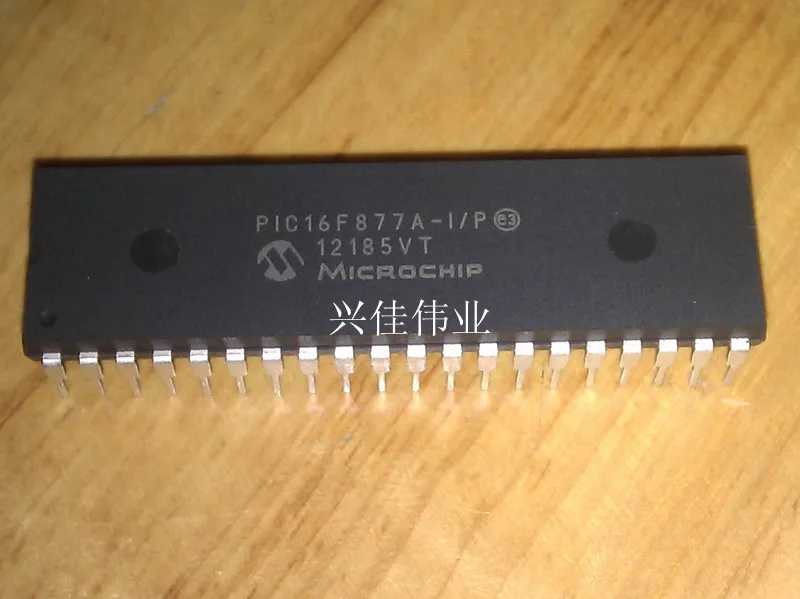 PIC16F877A-I/P e3
12185VT
MICROCHIP
兴佳伟业